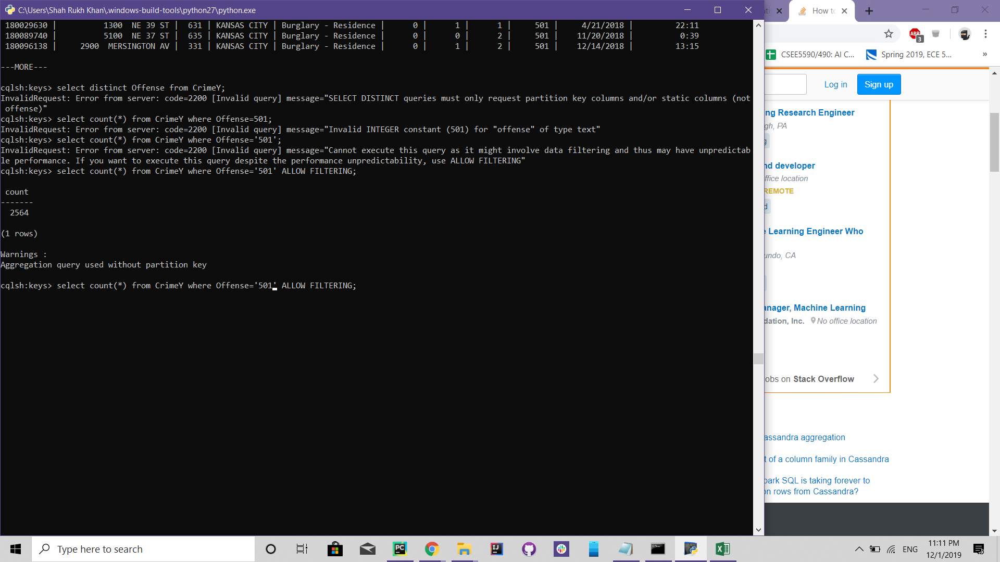 C:\Users\Shah Rukh Khan\.windows-build-tools\python27\python.exe
180029630 | 1300 NE 39 ST | 631 | KANSAS CITY | Burglary - Residence | 0 | 1 | 1 | 501 | 4/21/2018 | 22:11
180089740 | 5100 NE 37 ST | 635 | KANSAS CITY | Burglary - Residence | 0 | 0 | 2 | 501 | 11/20/2018 | 0:39
180096138 | 2900 MERSINGTON AV | 331 | KANSAS CITY | Burglary - Residence | 0 | 1 | 2 | 501 | 12/14/2018 | 13:15
---MORE---
cqlsh:keys> select distinct Offense from CrimeY;
InvalidRequest: Error from server: code=2200 [Invalid query] message="SELECT DISTINCT queries must only request partition key columns and/or static columns (not
offense)"
cqlsh:keys> select count(*) from CrimeY where Offense=501;
InvalidRequest: Error from server: code=2200 [Invalid query] message="Invalid INTEGER constant (501) for "offense" of type text"
cqlsh:keys> select count(*) from CrimeY where Offense='501';
InvalidRequest: Error from server: code=2200 [Invalid query] message="Cannot execute this query as it might involve data filtering and thus may have unpredictab
le performance. If you want to execute this query despite the performance unpredictability, use ALLOW FILTERING"
cqlsh:keys> select count(*) from CrimeY where Offense='501' ALLOW FILTERING;
count
-------
2564
(1 rows)
Warnings :
Aggregation query used without partition key
cqlsh:keys> select count(*) from CrimeY where Offense='501' ALLOW FILTERING;
How to
ABP
3
CSEE5590/490: AI C...
Spring 2019, ECE 5...
»
Log in
Sign up
ng Research Engineer
gh, PA
nd developer
ffice location
REMOTE
d
Learning Engineer Who
undo, CA
anager, Machine Learning
dation, Inc. No office location
obs on Stack Overflow
assandra aggregation
t of a column family in Cassandra
park SQL is taking forever to
on rows from Cassandra?
Type here to search
PC
IJ
ENG
11:11 PM
12/1/2019